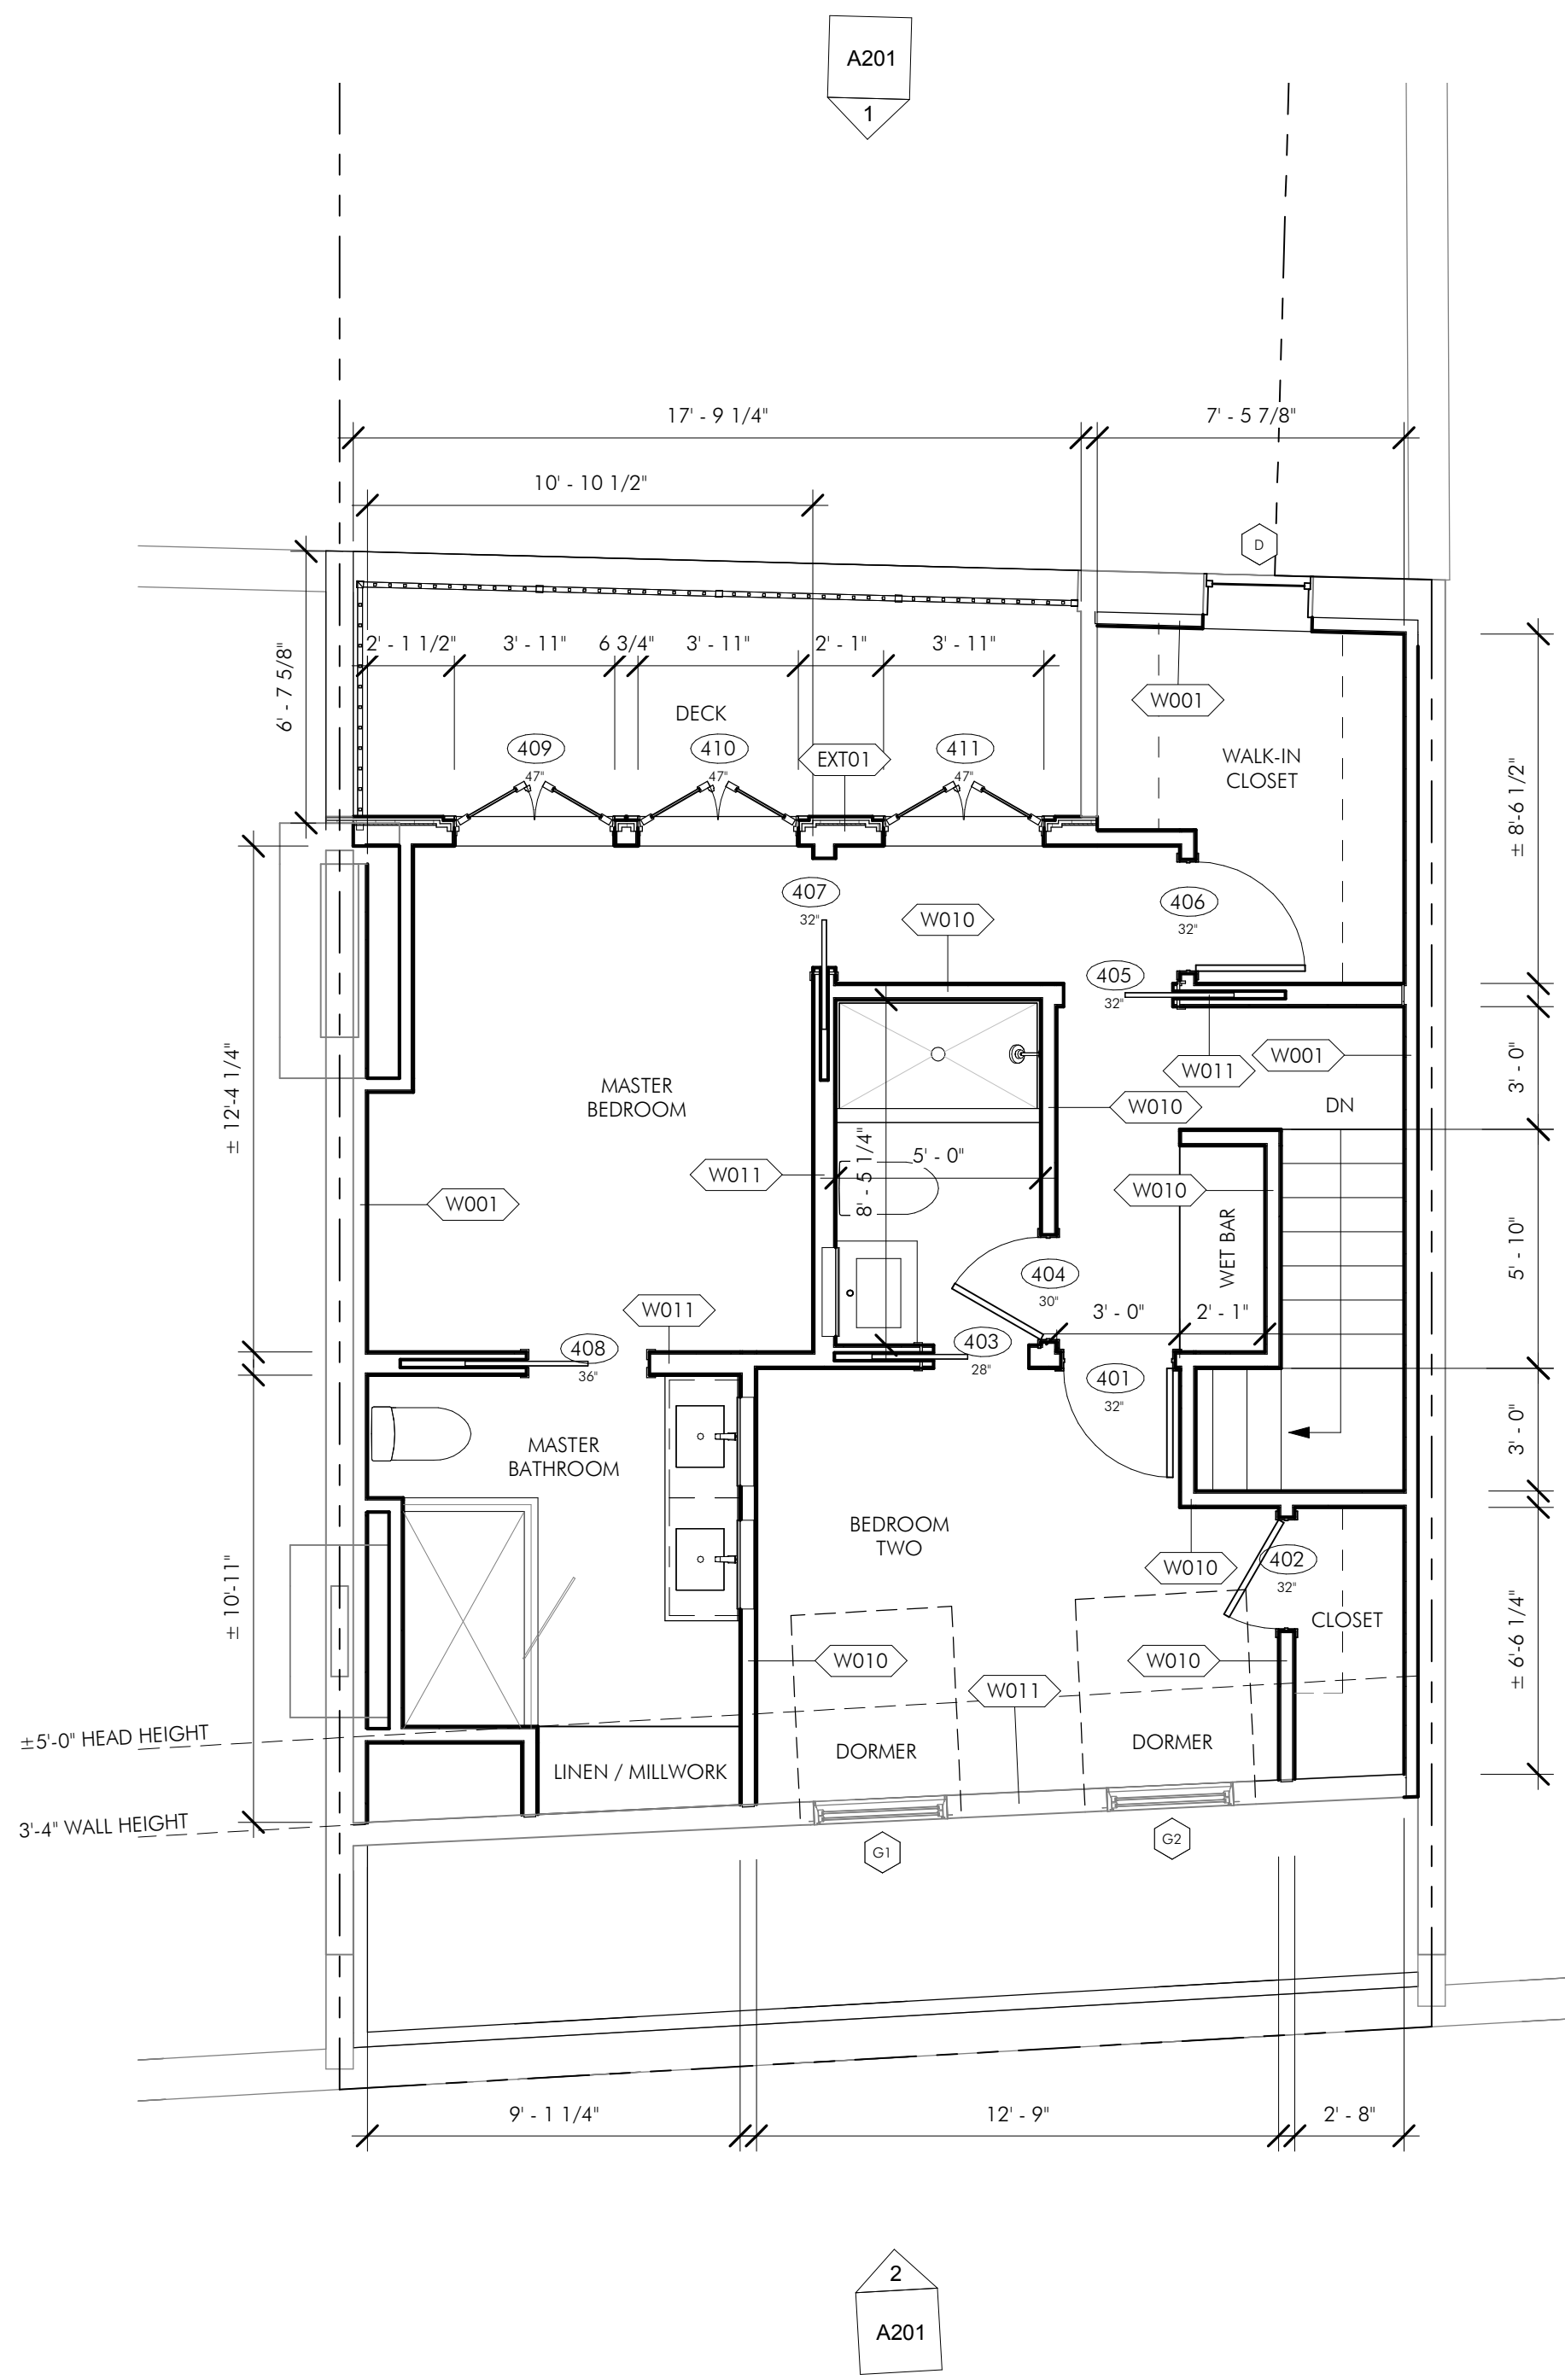 A201
1
17' - 9 1/4"
7' - 5 7/8"
10' - 10 1/2"
D
2' - 1 1/2"
3' - 11"
6 3/4"
3' - 11"
2' - 1"
3' - 11"
6' - 7 5/8"
DECK
W001
409
47"
410
47"
EXT01
411
47"
WALK-IN
CLOSET
± 8'-6 1/2"
407
32"
W010
406
32"
405
32"
W011
W001
3' - 0"
± 12'-4 1/4"
MASTER
BEDROOM
W010
DN
8' - 5 1/4"
5' - 0"
W011
W001
W010
WET BAR
5' - 10"
404
30"
3' - 0"
2' - 1"
W011
408
36"
403
28"
401
32"
3' - 0"
MASTER
BATHROOM
BEDROOM
TWO
W010
402
32"
CLOSET
± 10'-11"
± 6'-6 1/4"
W010
W010
W011
±5'-0" HEAD HEIGHT
DORMER
DORMER
LINEN / MILLWORK
3'-4" WALL HEIGHT
G1
G2
9' - 1 1/4"
12' - 9"
2' - 8"
2
A201